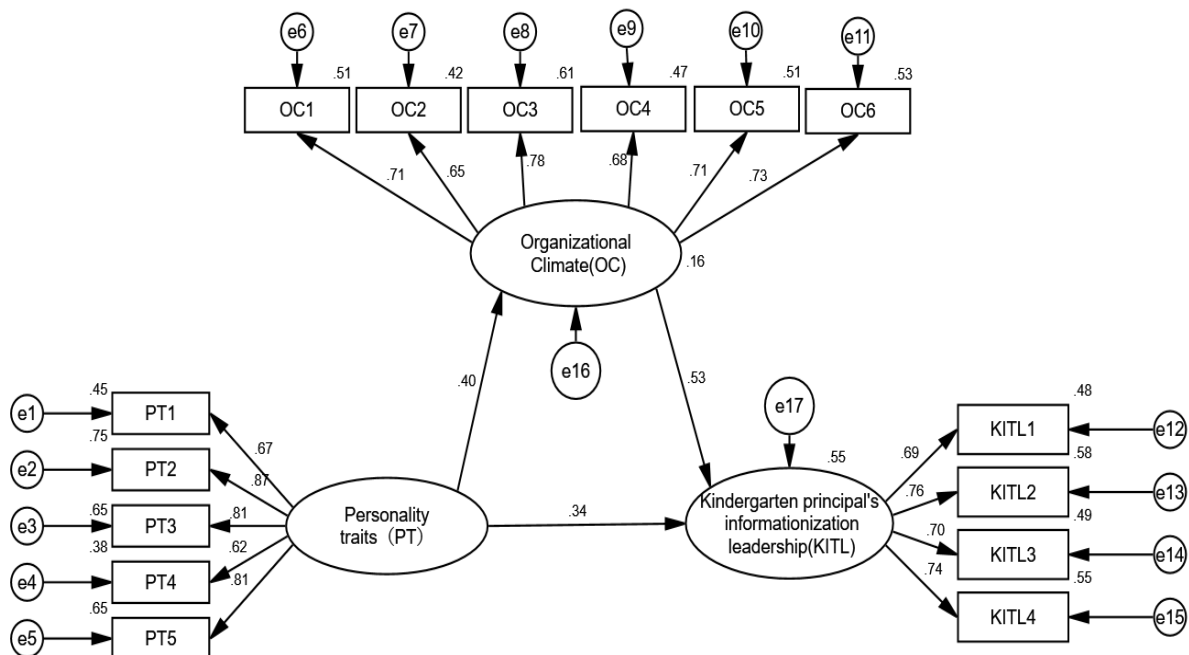 e6
e7
e8
e9
e10
e11
.51
.42
.61
.47
.51
.53
OC1
OC2
OC3
OC4
OC5
OC6
.71
.65
.78
.68
.71
.73
Organizational
Climate(OC)
.16
e16
.40
.53
e17
.45
e1
PT1
.75
e2
PT2
.65
e3
PT3
.38
e4
PT4
.65
e5
PT5
.67
.87
.81
.62
.81
Personality
traits（PT）
.34
.55
Kindergarten principal's
informationization
leadership(KITL)
.69
.76
.70
.74
.48
KITL1
e12
.58
KITL2
e13
.49
KITL3
e14
.55
KITL4
e15